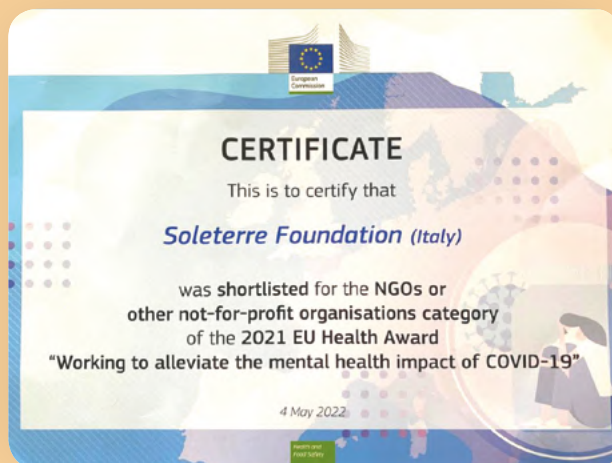 European
Commission
CERTIFICATE
This is to certify that
Soleterre Foundation (Italy)
was shortlisted for the NGOs or
other not-for-profit organisations category
of the 2021 EU Health Award
“Working to alleviate the mental health impact of COVID-19”
4 May 2022
Health and
Food Safety